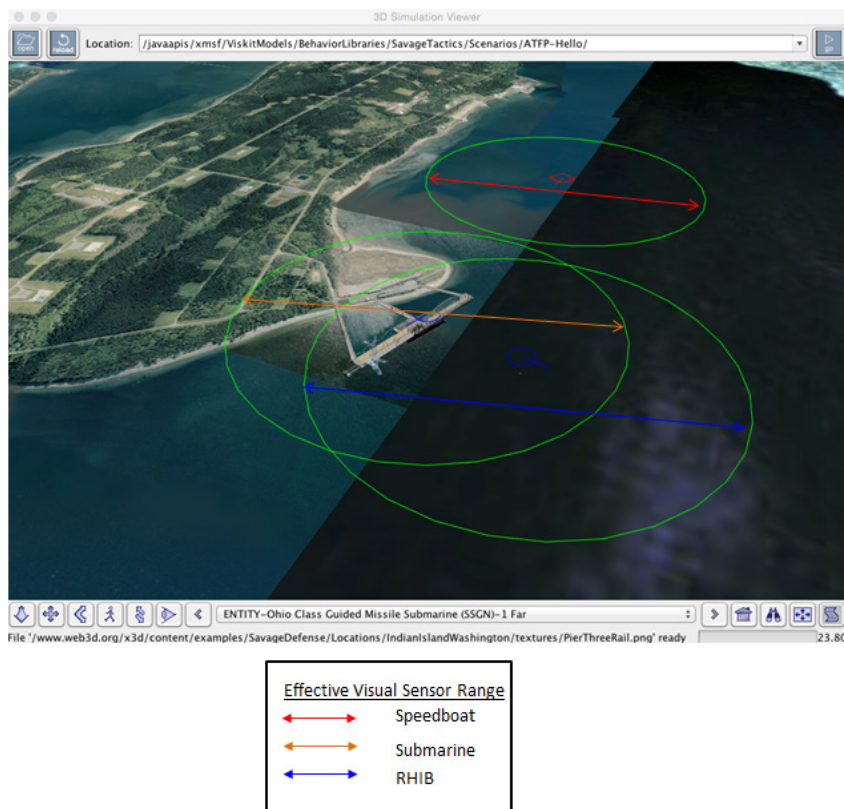 3D Simulation Viewer
open reload Location: /javaapis/xmsf/ViskitModels/BehaviorLibraries/SavageTactics/Scenarios/ATFP-Hello/ go
ENTITY-Ohio Class Guided Missile Submarine (SSGN)-1 Far
File '/www.web3d.org/x3d/content/examples/SavageDefense/Locations/IndianIslandWashington/textures/PierThreeRail.png' ready 23.80
Effective Visual Sensor Range
Speedboat
Submarine
RHIB